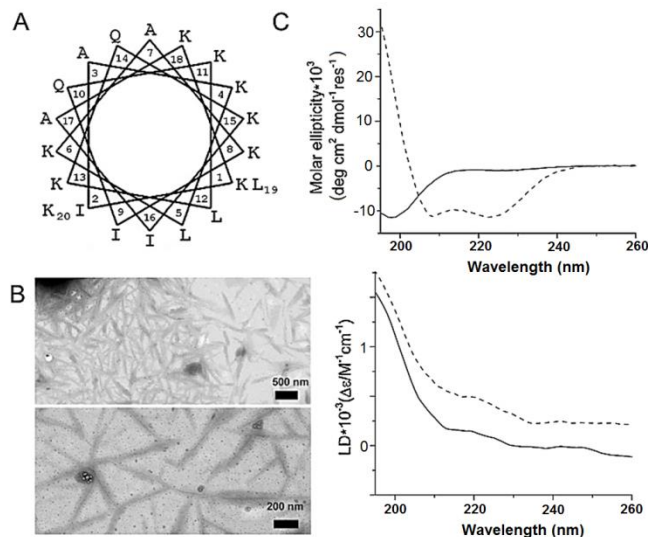 A
Q A K
A 14 7 18 K
3 11
Q 10 4 K
A 17 15 K
K 6 8 K
K 13 1 K L19
K20 I 2 12 L
9 16 5
I I L
B
500 nm
200 nm
C
Molar ellipticity*10³
(deg cm² dmol⁻¹res⁻¹)
30
20
10
0
-10
200 220 240 260
Wavelength (nm)
LD*10⁻³(Δε/M⁻¹cm⁻¹)
1
0
200 220 240 260
Wavelength (nm)